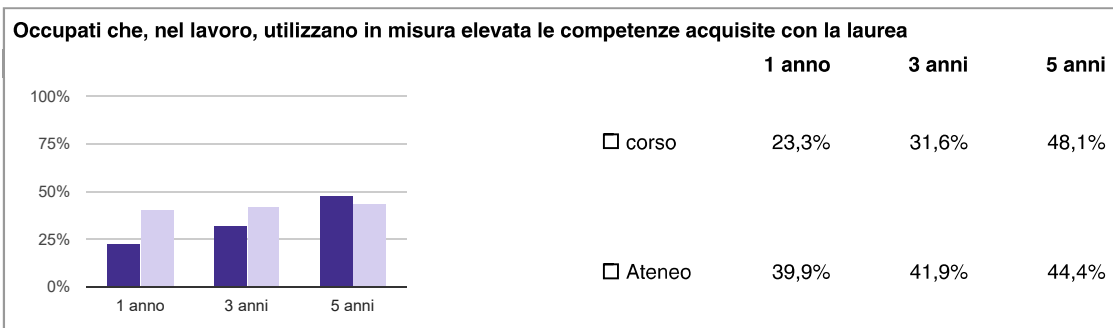 Occupati che, nel lavoro, utilizzano in misura elevata le competenze acquisite con la laurea
1 anno 3 anni 5 anni
100%
75%
50%
25%
0%
1 anno 3 anni 5 anni
corso 23,3% 31,6% 48,1%
Ateneo 39,9% 41,9% 44,4%